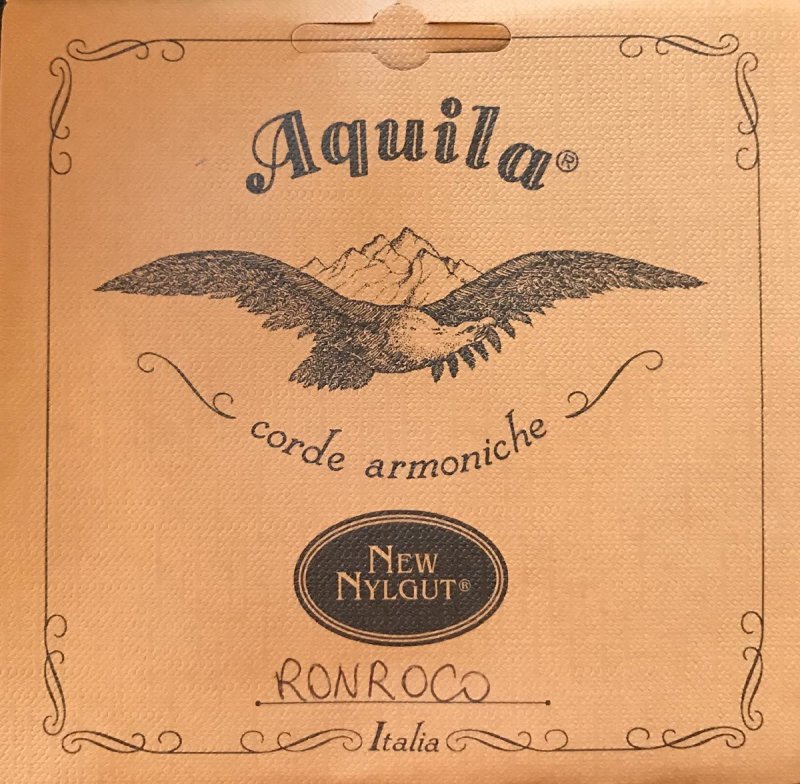 Aquila®
corde armoniche
NEW
NYLGUT®
RONROCO
Italia